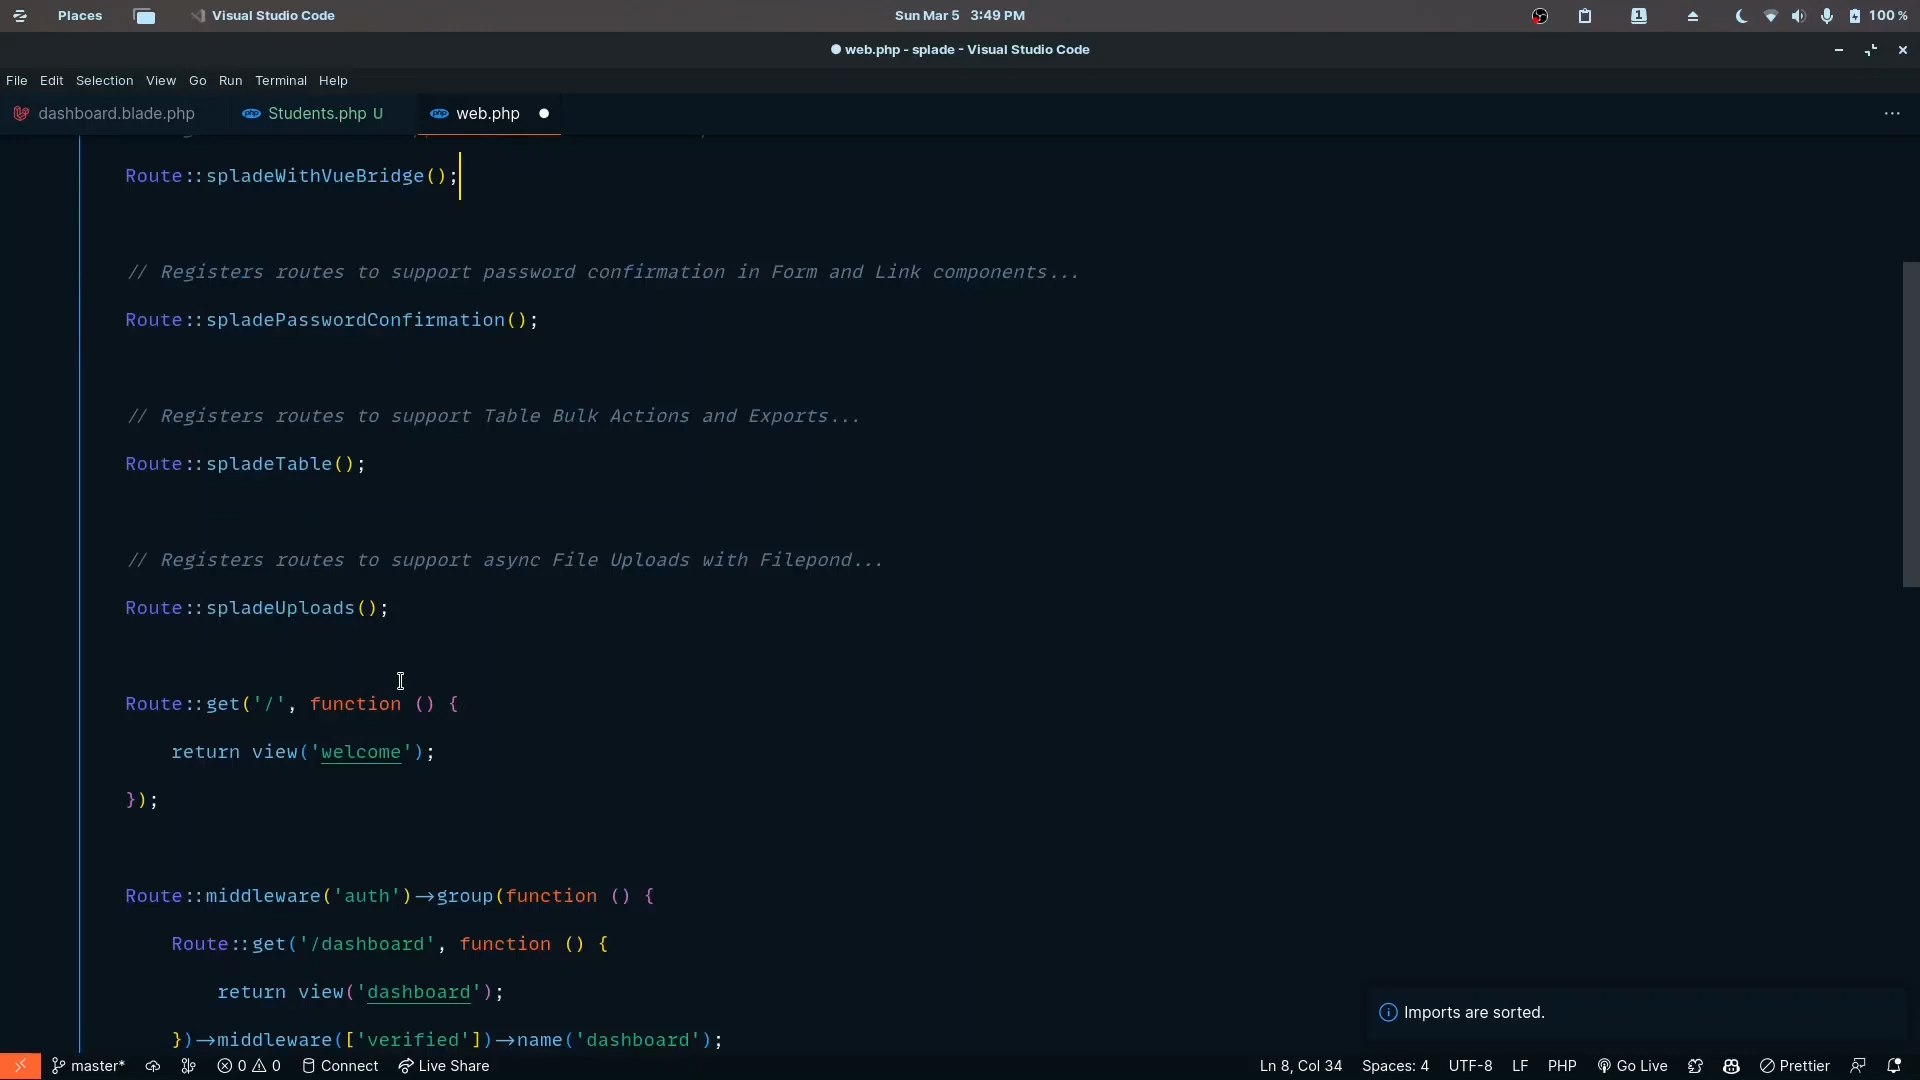 Places
Visual Studio Code
Sun Mar 5 3:49 PM
1
100 %
web.php - splade - Visual Studio Code
File Edit Selection View Go Run Terminal Help
dashboard.blade.php
php Students.php U
php web.php
Route::spladeWithVueBridge();
// Registers routes to support password confirmation in Form and Link components...
Route::spladePasswordConfirmation();
// Registers routes to support Table Bulk Actions and Exports...
Route::spladeTable();
// Registers routes to support async File Uploads with Filepond...
Route::spladeUploads();
Route::get('/', function () {
return view('welcome');
});
Route::middleware('auth')->group(function () {
Route::get('/dashboard', function () {
return view('dashboard');
})->middleware(['verified'])->name('dashboard');
Imports are sorted.
master* 0 0 Connect Live Share
Ln 8, Col 34 Spaces: 4 UTF-8 LF PHP Go Live Prettier